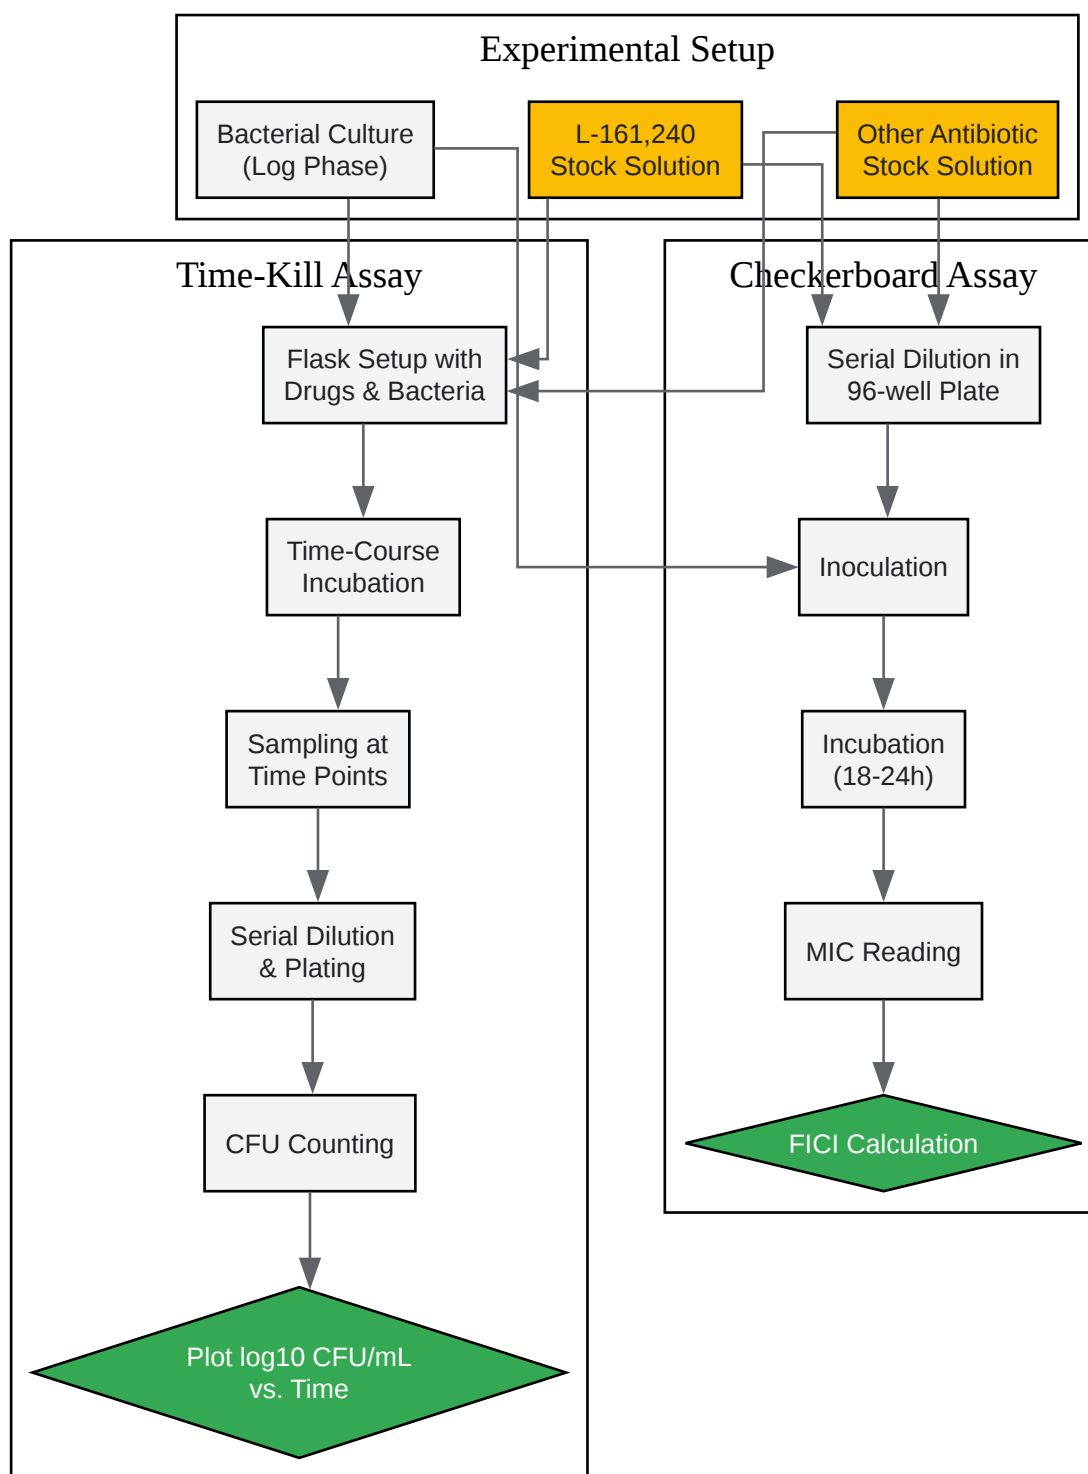 Experimental Setup
Bacterial Culture
(Log Phase)
L-161,240
Stock Solution
Other Antibiotic
Stock Solution
Time-Kill Assay
Flask Setup with
Drugs & Bacteria
Time-Course
Incubation
Sampling at
Time Points
Serial Dilution
& Plating
CFU Counting
Plot log10 CFU/mL
vs. Time
Checkerboard Assay
Serial Dilution in
96-well Plate
Inoculation
Incubation
(18-24h)
MIC Reading
FICI Calculation